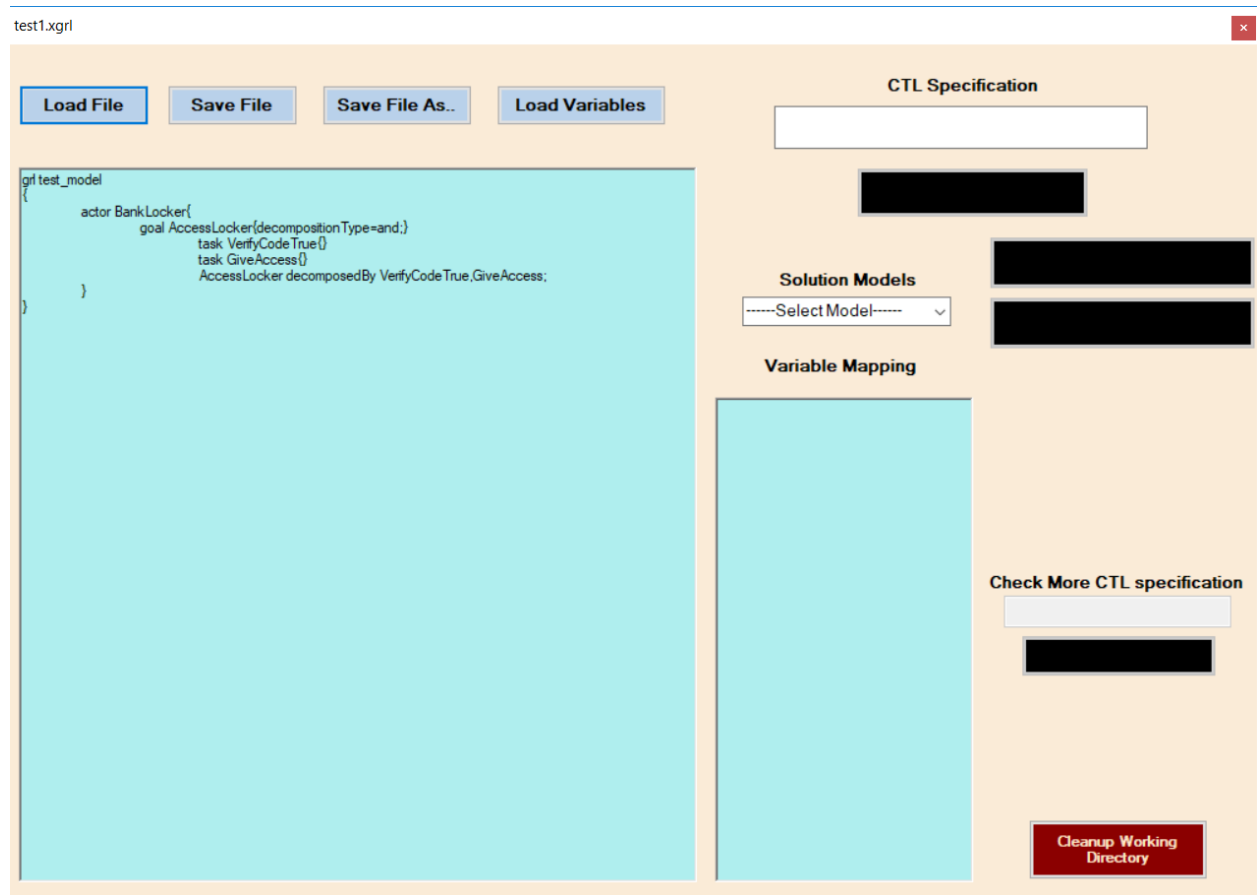 test1.xgrl
×
Load File
Save File
Save File As..
Load Variables
grl test_model
{
actor BankLocker{
goal AccessLocker{decompositionType=and;}
task VerifyCodeTrue{}
task GiveAccess{}
AccessLocker decomposedBy VerifyCodeTrue,GiveAccess;
}
}
CTL Specification
Solution Models
------Select Model------
Variable Mapping
Check More CTL specification
Cleanup Working
Directory